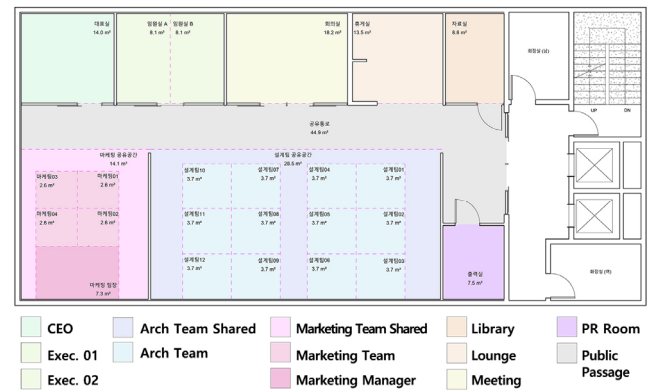 대표실
14.0 m²
임원실 A
8.1 m²
임원실 B
8.1 m²
회의실
18.2 m²
휴게실
13.5 m²
자료실
8.8 m²
화장실 (남)
UP
DN
공유통로
44.9 m²
마케팅 공유공간
14.1 m²
설계팀 공유공간
28.5 m²
마케팅03
2.6 m²
마케팅01
2.6 m²
설계팀10
3.7 m²
설계팀07
3.7 m²
설계팀04
3.7 m²
설계팀01
3.7 m²
마케팅04
2.6 m²
마케팅02
2.6 m²
설계팀11
3.7 m²
설계팀08
3.7 m²
설계팀05
3.7 m²
설계팀02
3.7 m²
설계팀12
3.7 m²
설계팀09
3.7 m²
설계팀06
3.7 m²
설계팀03
3.7 m²
마케팅 팀장
7.3 m²
출력실
7.5 m²
화장실 (여)
CEO
Arch Team Shared
Marketing Team Shared
Library
PR Room
Exec. 01
Arch Team
Marketing Team
Lounge
Public
Passage
Exec. 02
Marketing Manager
Meeting